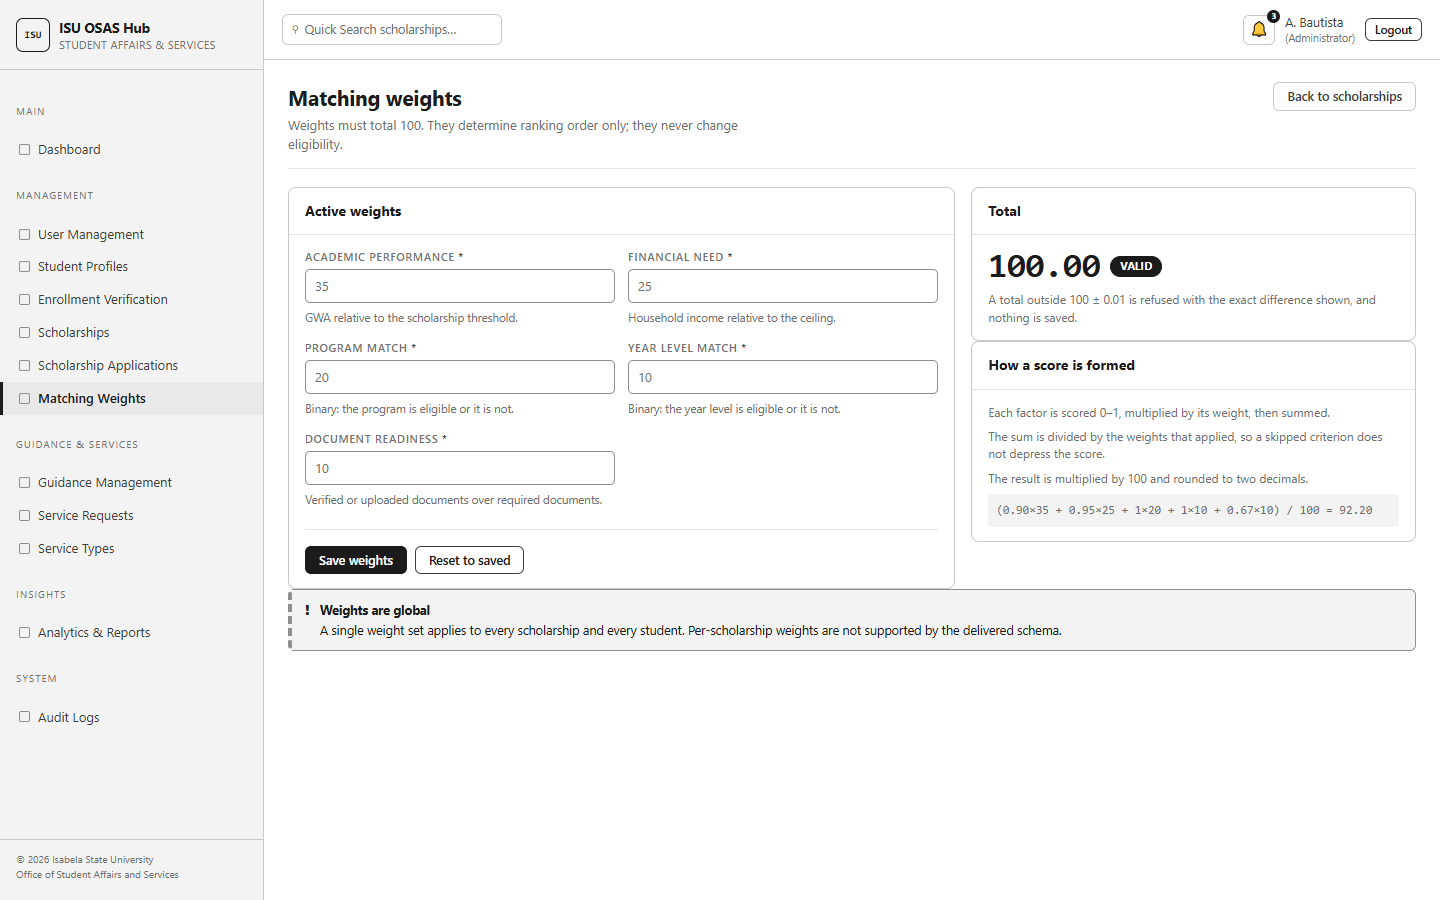 ISU
ISU OSAS Hub
STUDENT AFFAIRS & SERVICES
MAIN
Dashboard
MANAGEMENT
User Management
Student Profiles
Enrollment Verification
Scholarships
Scholarship Applications
Matching Weights
GUIDANCE & SERVICES
Guidance Management
Service Requests
Service Types
INSIGHTS
Analytics & Reports
SYSTEM
Audit Logs
© 2026 Isabela State University
Office of Student Affairs and Services
Quick Search scholarships...
3
A. Bautista
(Administrator)
Logout
Matching weights
Weights must total 100. They determine ranking order only; they never change
eligibility.
Back to scholarships
Active weights
ACADEMIC PERFORMANCE *
35
GWA relative to the scholarship threshold.
FINANCIAL NEED *
25
Household income relative to the ceiling.
PROGRAM MATCH *
20
Binary: the program is eligible or it is not.
YEAR LEVEL MATCH *
10
Binary: the year level is eligible or it is not.
DOCUMENT READINESS *
10
Verified or uploaded documents over required documents.
Save weights
Reset to saved
Total
100.00 VALID
A total outside 100 ± 0.01 is refused with the exact difference shown, and
nothing is saved.
How a score is formed
Each factor is scored 0–1, multiplied by its weight, then summed.
The sum is divided by the weights that applied, so a skipped criterion does
not depress the score.
The result is multiplied by 100 and rounded to two decimals.
(0.90×35 + 0.95×25 + 1×20 + 1×10 + 0.67×10) / 100 = 92.20
! Weights are global
A single weight set applies to every scholarship and every student. Per-scholarship weights are not supported by the delivered schema.